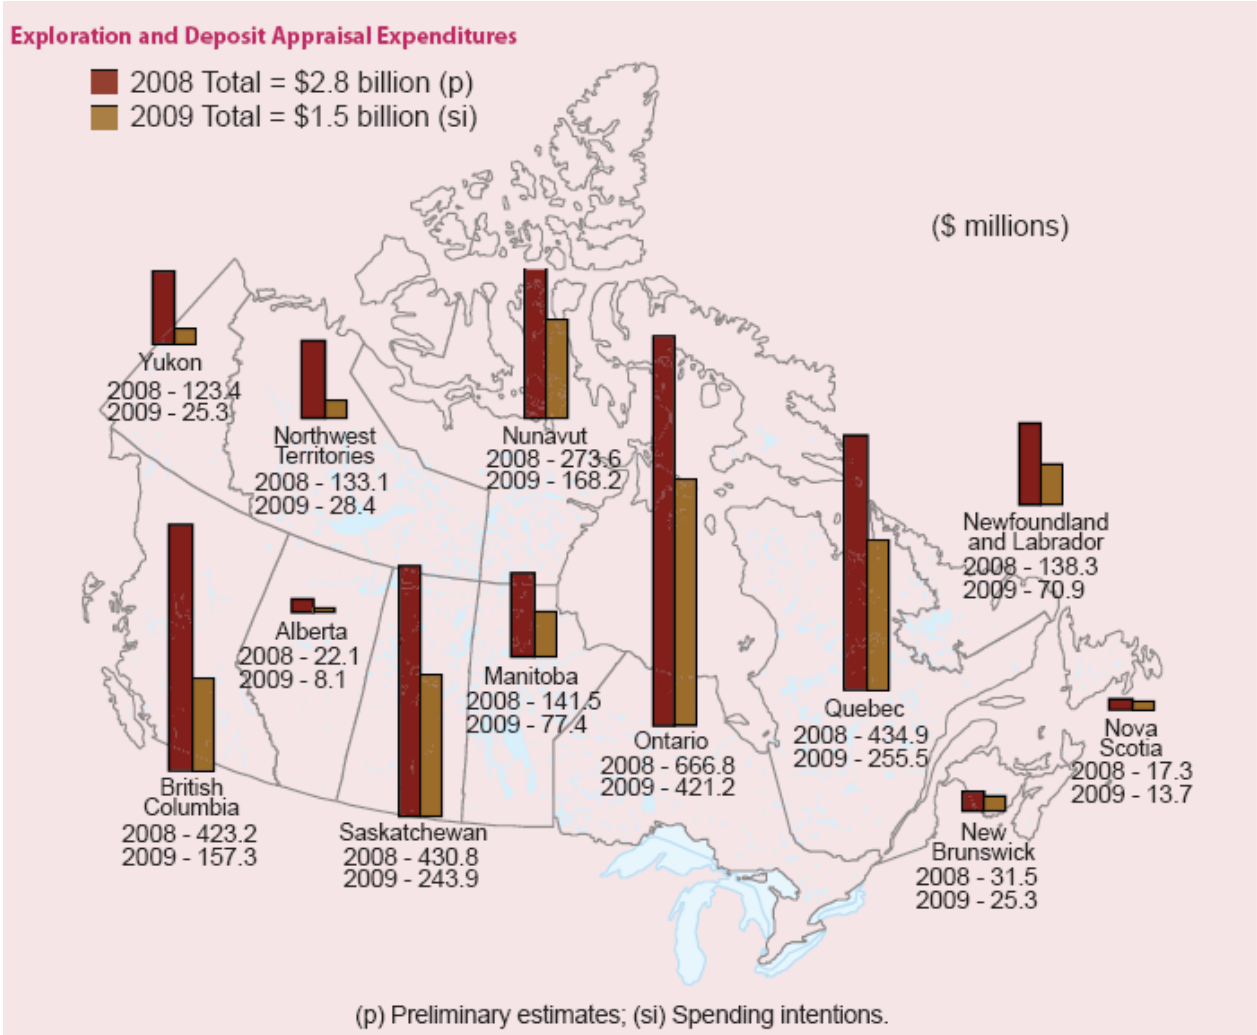 Exploration and Deposit Appraisal Expenditures
2008 Total = $2.8 billion (p)
2009 Total = $1.5 billion (si)
($ millions)
Yukon
2008 - 123.4
2009 - 25.3
Northwest
Territories
2008 - 133.1
2009 - 28.4
Nunavut
2008 - 273.6
2009 - 168.2
Newfoundland
and Labrador
2008 - 138.3
2009 - 70.9
British
Columbia
2008 - 423.2
2009 - 157.3
Alberta
2008 - 22.1
2009 - 8.1
Saskatchewan
2008 - 430.8
2009 - 243.9
Manitoba
2008 - 141.5
2009 - 77.4
Ontario
2008 - 666.8
2009 - 421.2
Quebec
2008 - 434.9
2009 - 255.5
Nova
Scotia
2008 - 17.3
2009 - 13.7
New
Brunswick
2008 - 31.5
2009 - 25.3
(p) Preliminary estimates; (si) Spending intentions.